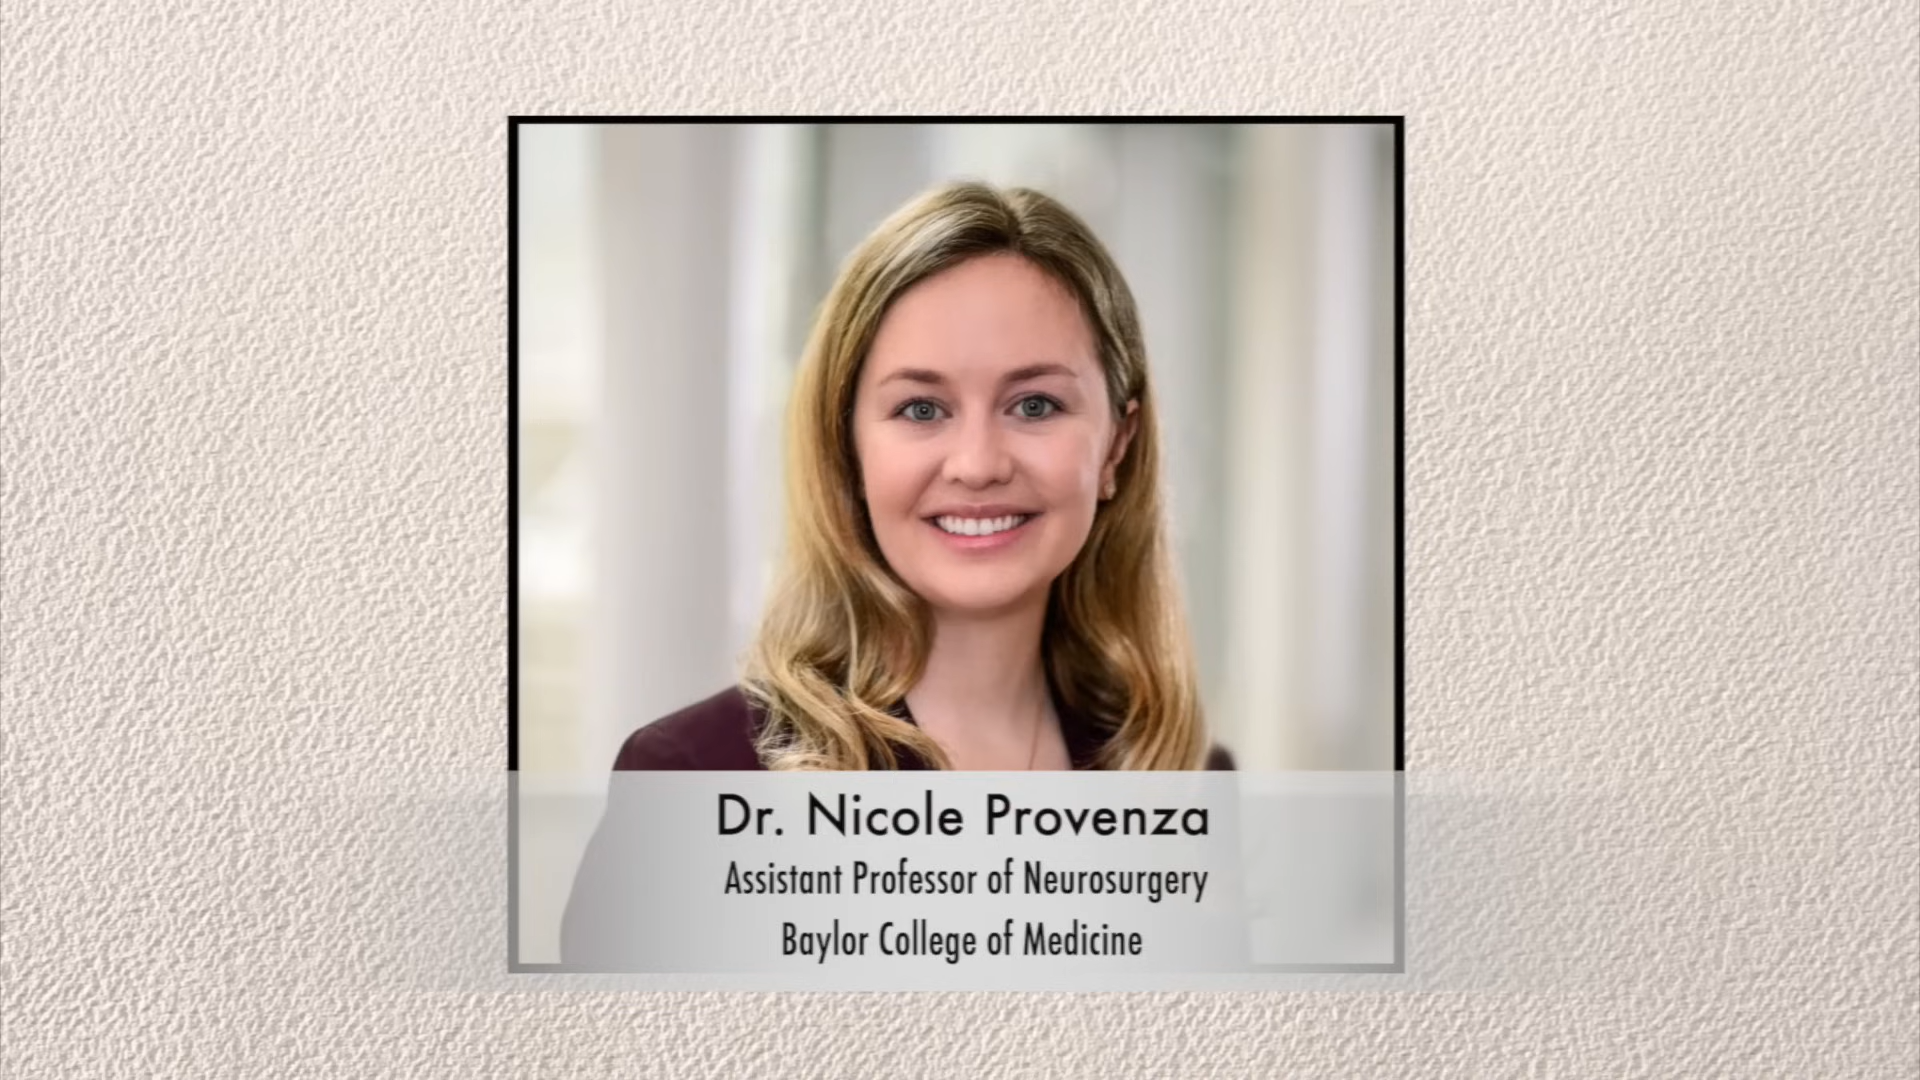 Dr. Nicole Provenza
Assistant Professor of Neurosurgery
Baylor College of Medicine